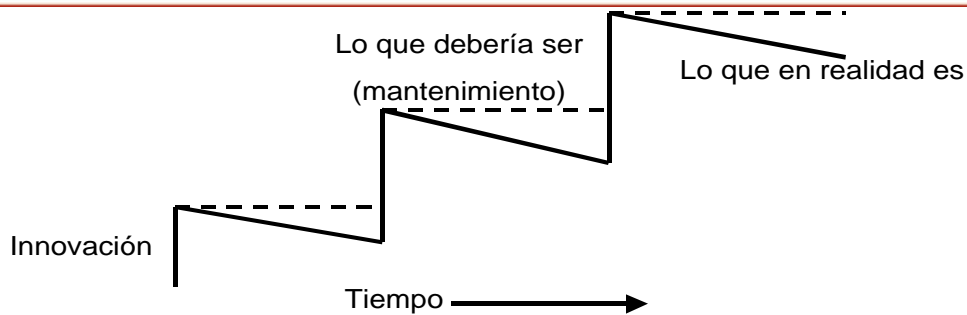 Lo que debería ser
(mantenimiento)
Lo que en realidad es
Innovación
Tiempo